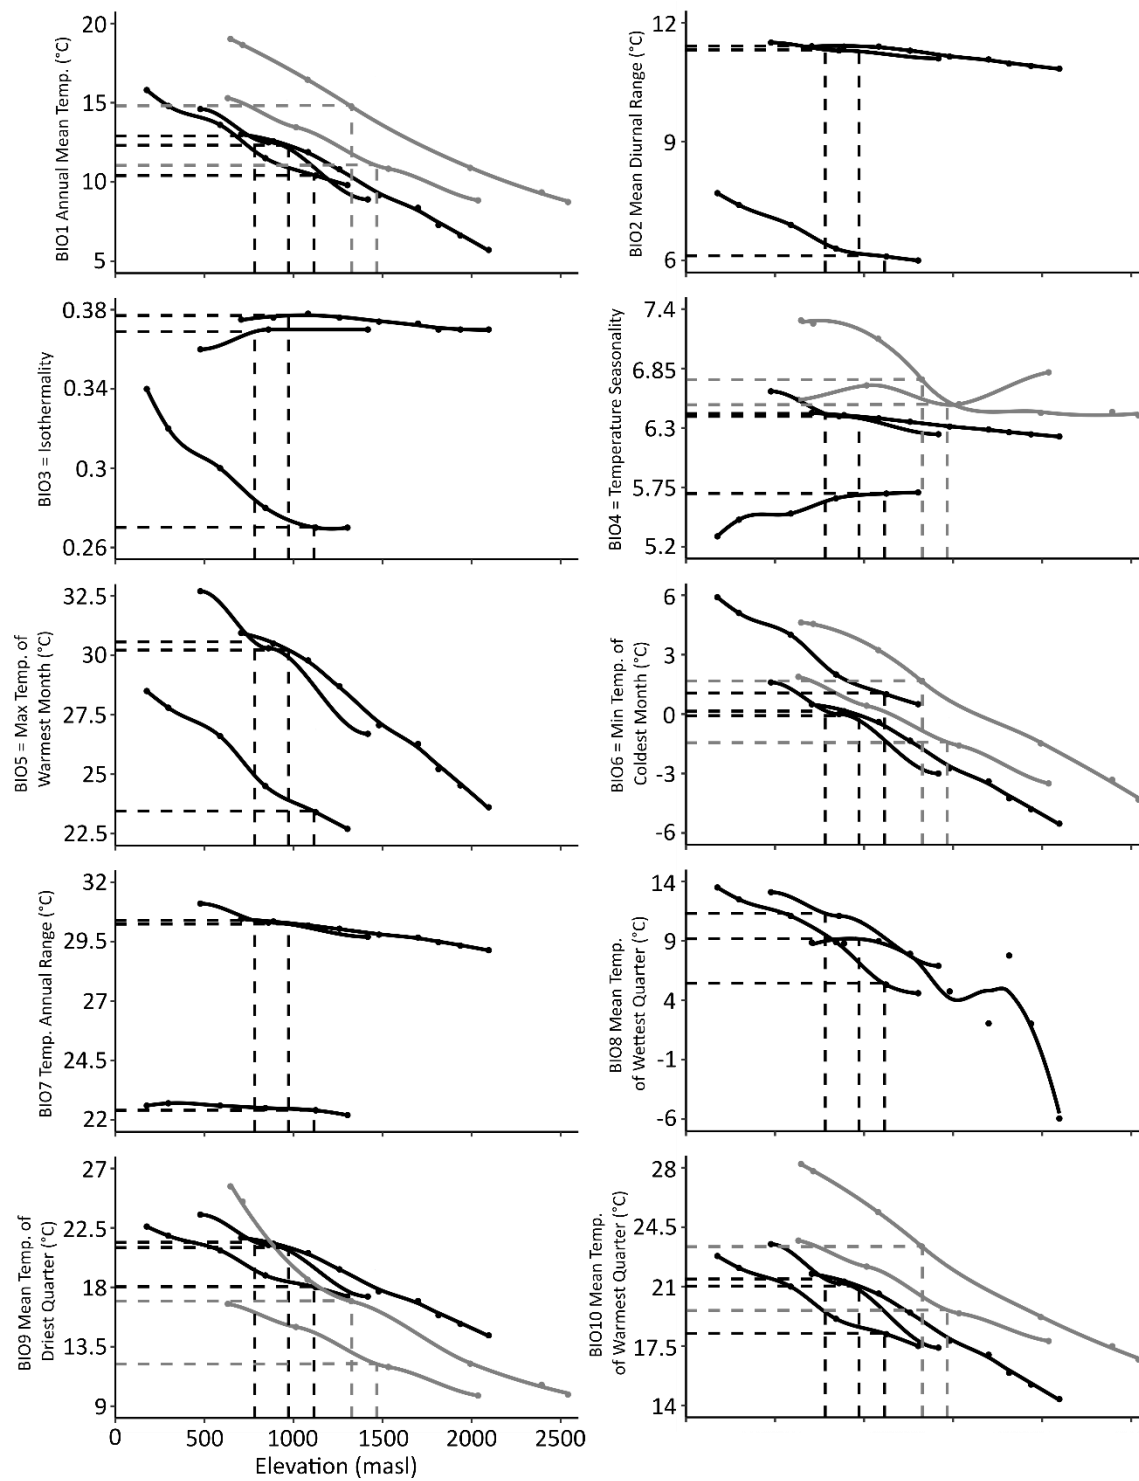 BIO1 Annual Mean Temp. (°C)
20
15
10
5
BIO2 Mean Diurnal Range (°C)
12
9
6
BIO3 = Isothermality
0.38
0.34
0.3
0.26
BIO4 = Temperature Seasonality
7.4
6.85
6.3
5.75
5.2
BIO5 = Max Temp. of
Warmest Month (°C)
32.5
30
27.5
25
22.5
BIO6 = Min Temp. of
Coldest Month (°C)
6
3
0
-3
-6
BIO7 Temp. Annual Range (°C)
32
29.5
27
24.5
22
BIO8 Mean Temp.
of Wettest Quarter (°C)
14
9
4
-1
-6
BIO9 Mean Temp. of
Driest Quarter (°C)
27
22.5
18
13.5
9
0 500 1000 1500 2000 2500
Elevation (masl)
BIO10 Mean Temp.
of Warmest Quarter (°C)
28
24.5
21
17.5
14